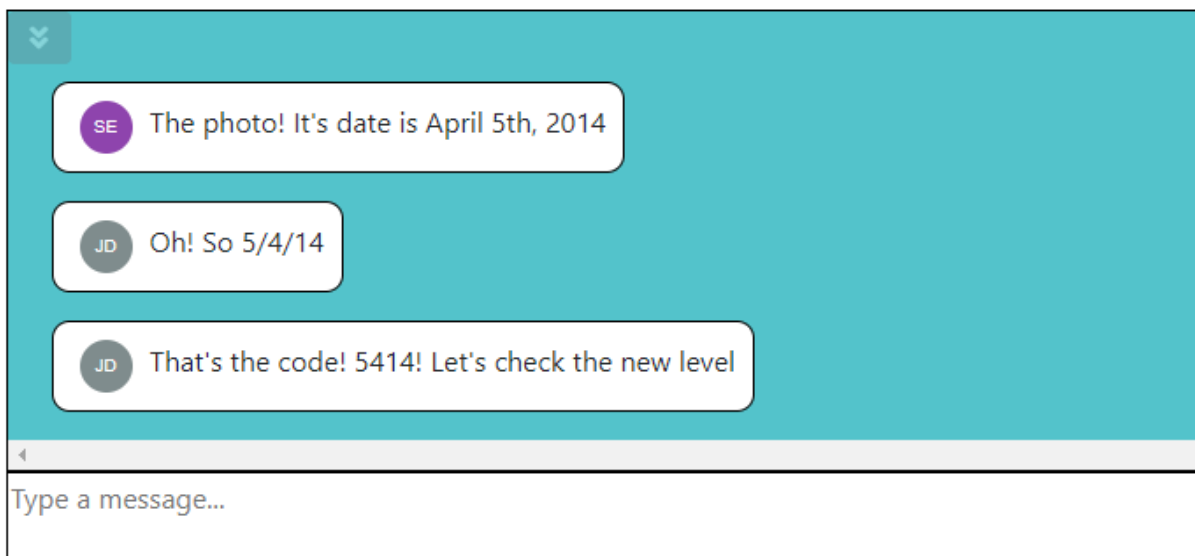 SE The photo! It's date is April 5th, 2014
JD Oh! So 5/4/14
JD That's the code! 5414! Let's check the new level
Type a message...